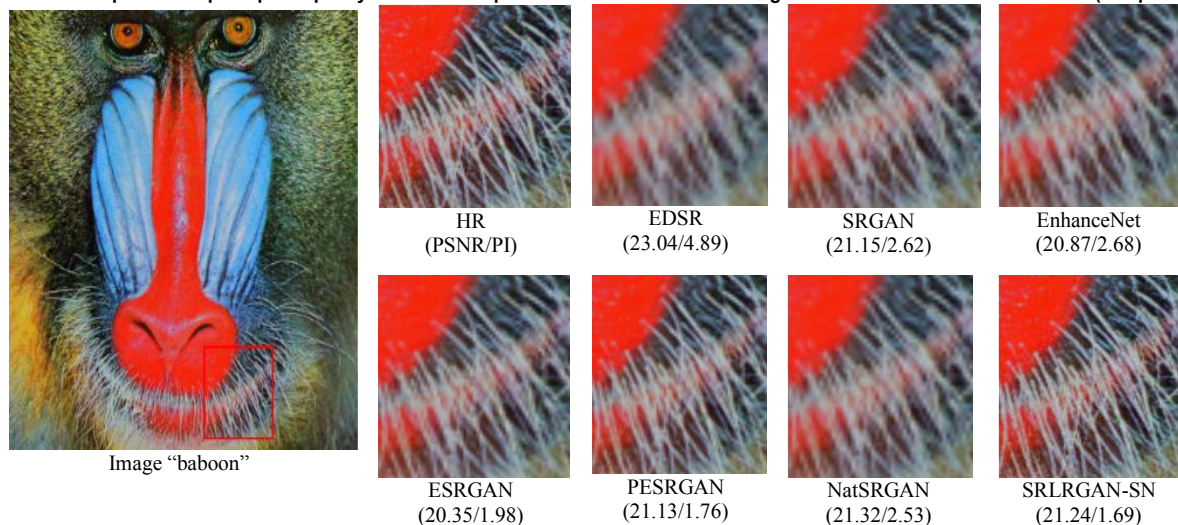 HR
(PSNR/PI)
EDSR
(23.04/4.89)
SRGAN
(21.15/2.62)
EnhanceNet
(20.87/2.68)
Image “baboon”
ESRGAN
(20.35/1.98)
PESRGAN
(21.13/1.76)
NatSRGAN
(21.32/2.53)
SRLRGAN-SN
(21.24/1.69)